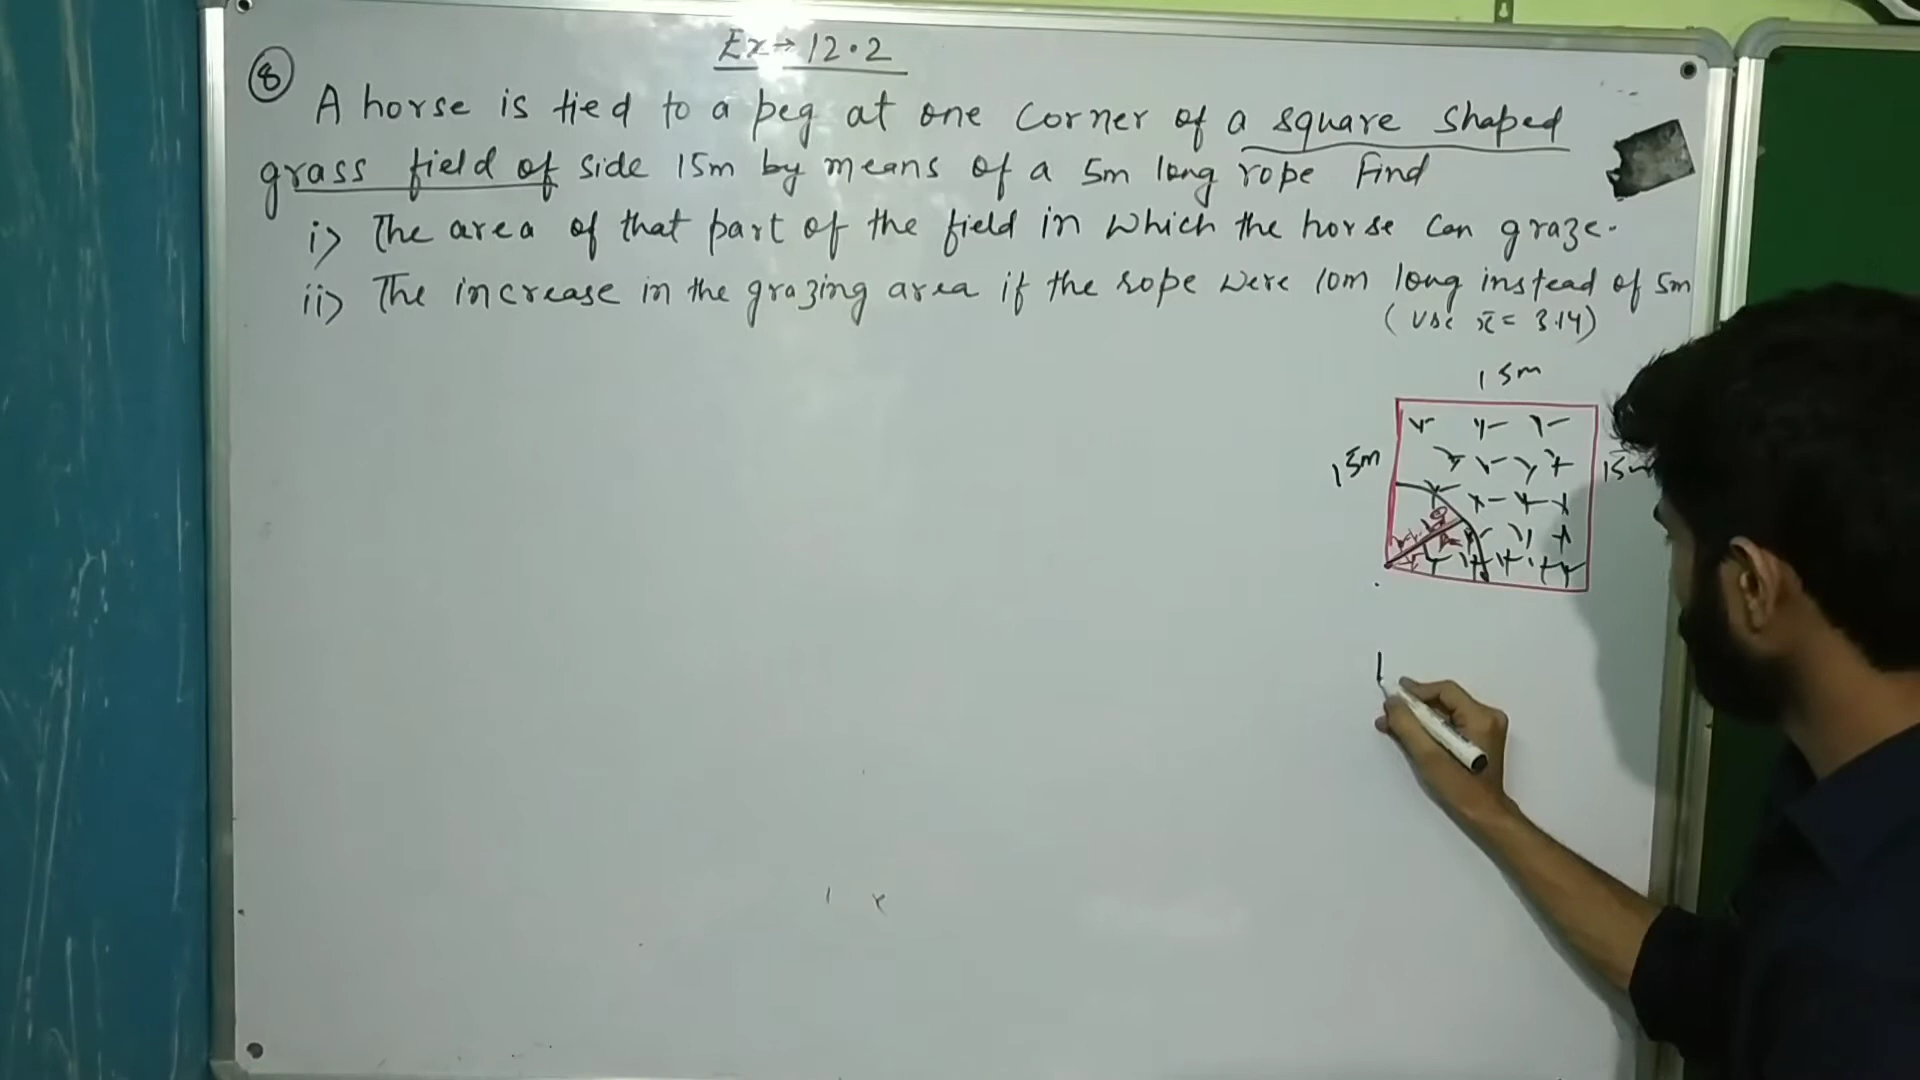 Ex→ 12.2
8 A horse is tied to a peg at one corner of a square shaped
grass field of side 15m by means of a 5m long rope Find
i) The area of that part of the field in which the horse can graze.
ii) The increase in the grazing area if the rope were 10m long instead of 5m
(use π = 3.14)
15m
15m
15m